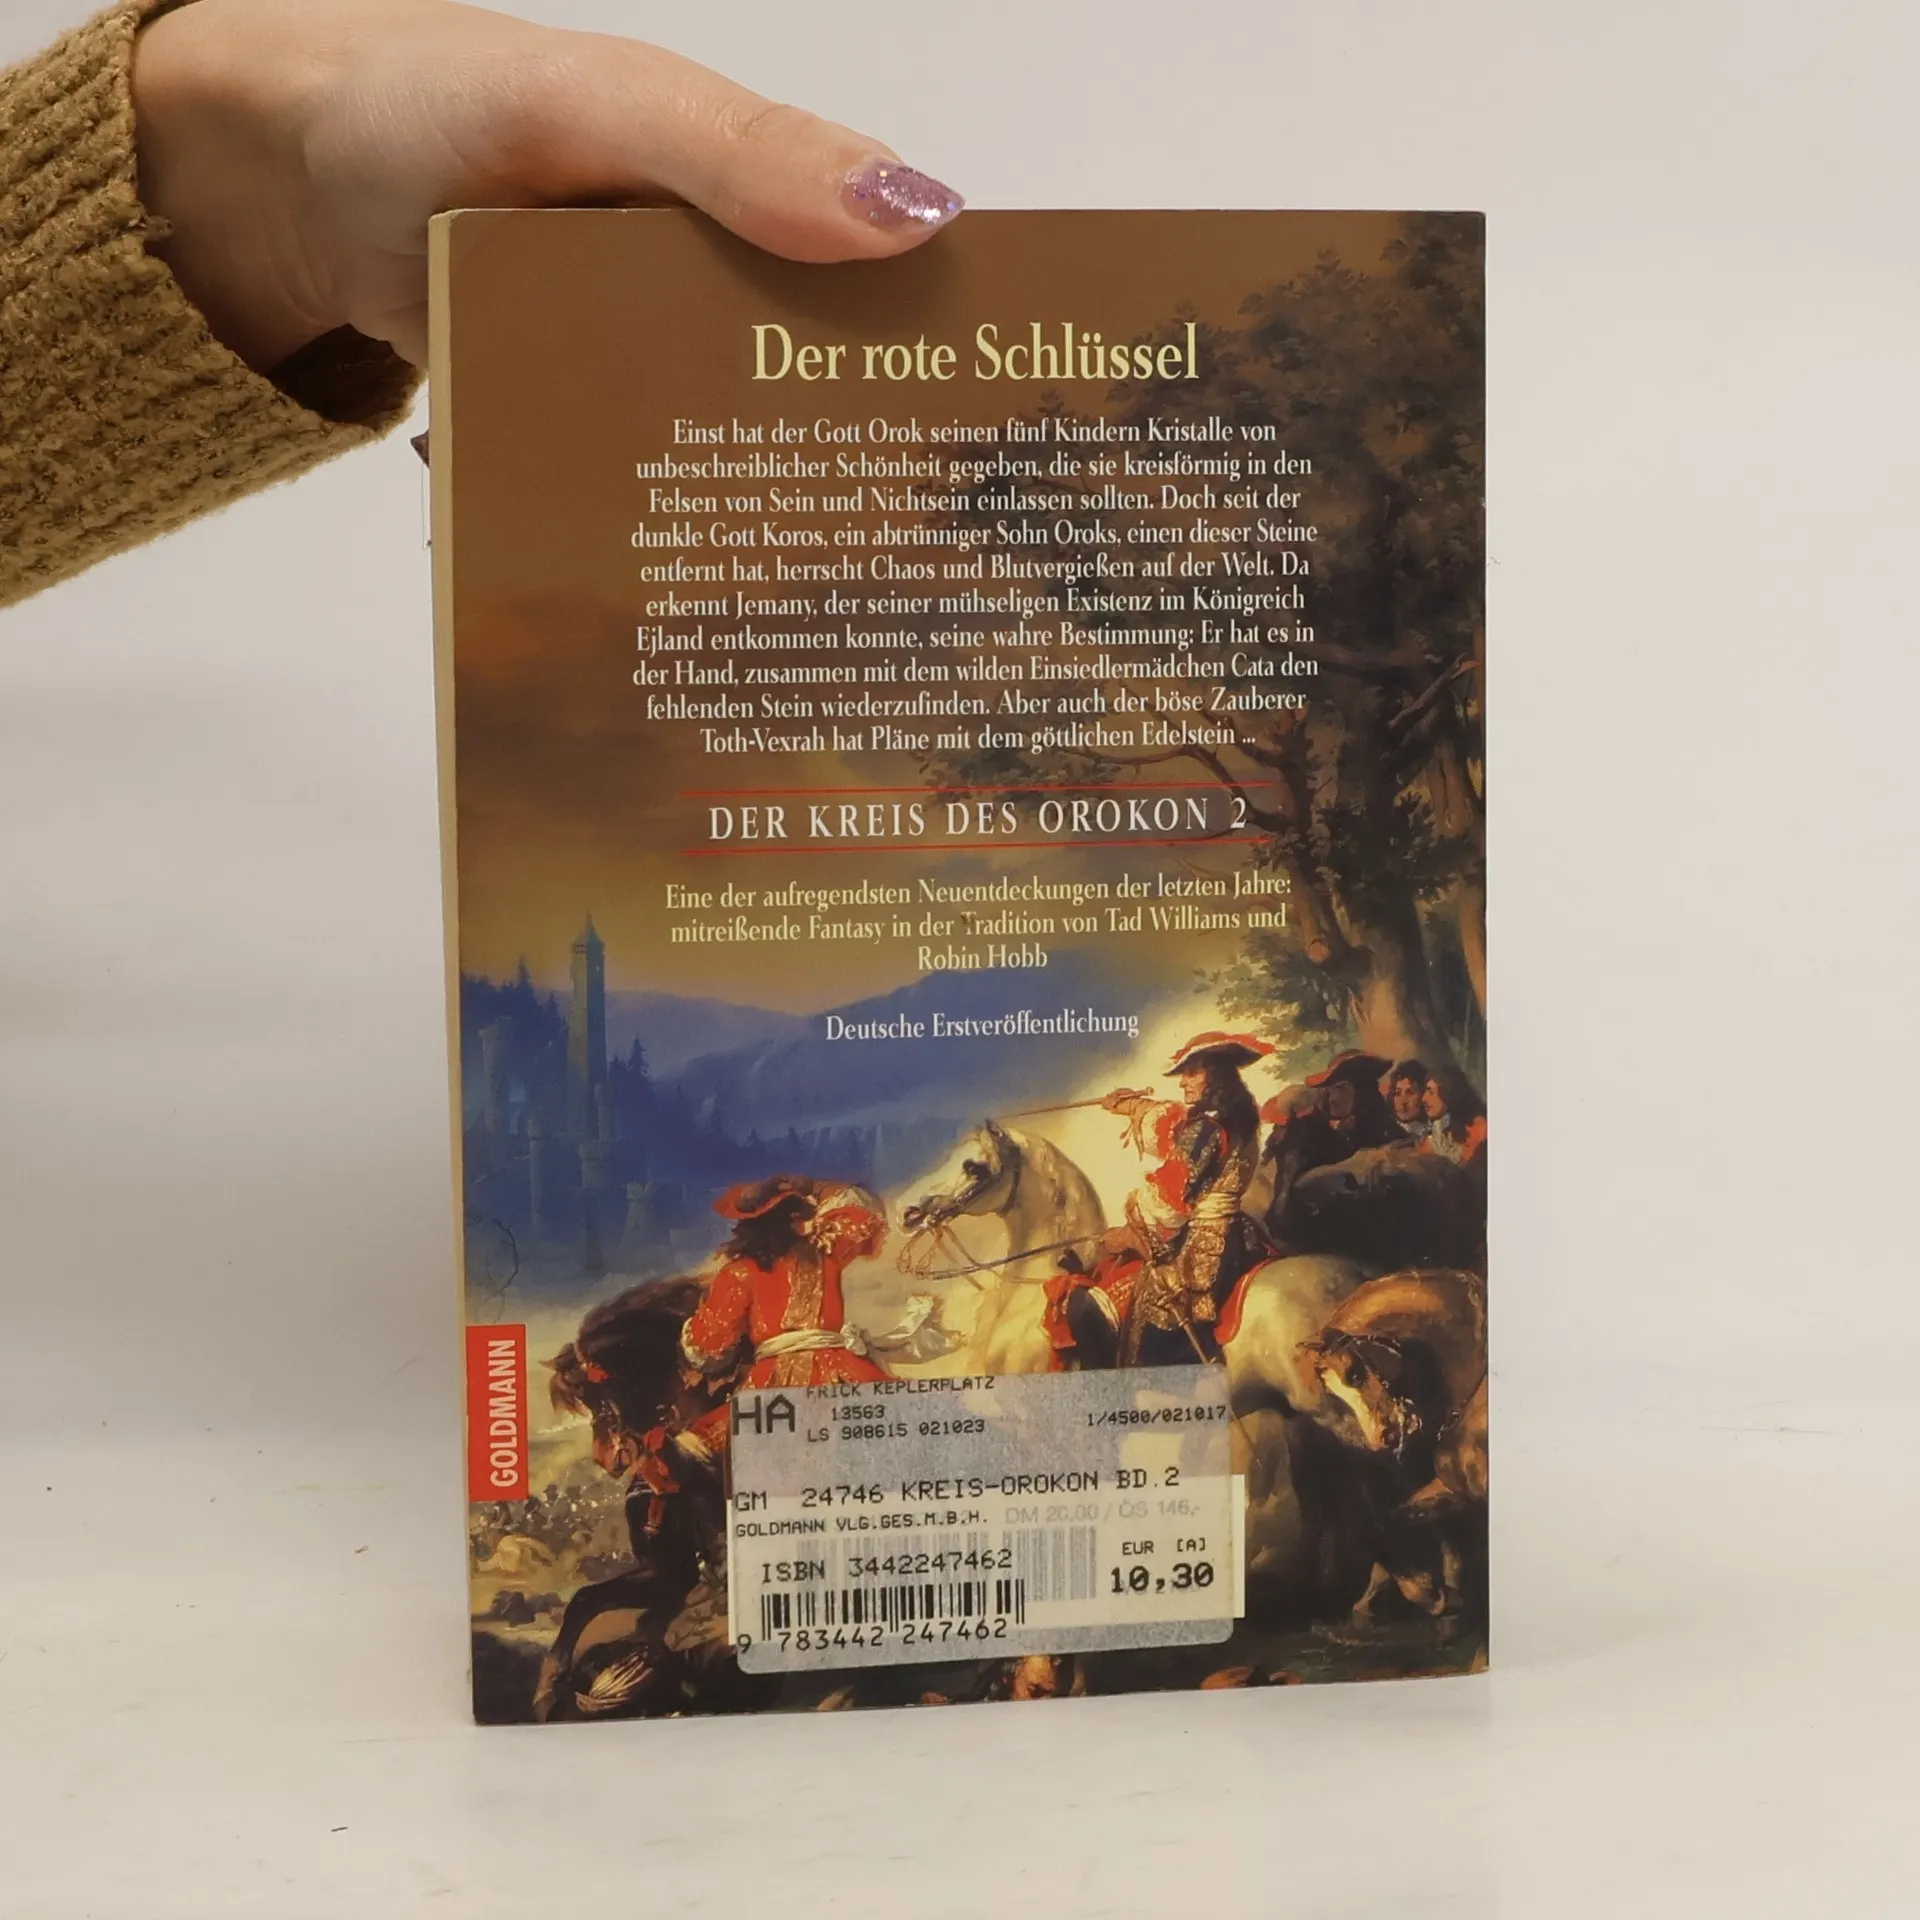 Der rote Schlüssel
Einst hat der Gott Orok seinen fünf Kindern Kristalle von
unbeschreiblicher Schönheit gegeben, die sie kreisförmig in den
Felsen von Sein und Nichtsein einlassen sollten. Doch seit der
dunkle Gott Koros, ein abtrünniger Sohn Oroks, einen dieser Steine
entfernt hat, herrscht Chaos und Blutvergießen auf der Welt. Da
erkennt Jemany, der seiner mühseligen Existenz im Königreich
Ejland entkommen konnte, seine wahre Bestimmung: Er hat es in
der Hand, zusammen mit dem wilden Einsiedlermädchen Cata den
fehlenden Stein wiederzufinden. Aber auch der böse Zauberer
Toth-Vexrah hat Pläne mit dem göttlichen Edelstein ...
DER KREIS DES OROKON 2
Eine der aufregendsten Neuentdeckungen der letzten Jahre:
mitreißende Fantasy in der Tradition von Tad Williams und
Robin Hobb
Deutsche Erstveröffentlichung
GOLDMANN
HA FRICK KEPLERPLATZ
13563
LS 908615 021023 1/4500/021017
GM 24746 KREIS-OROKON BD.2
GOLDMANN VLG.GES.M.B.H. DM 20.00 / ÖS 146,-
ISBN 3442247462 EUR [A]
10,30
9 783442 247462